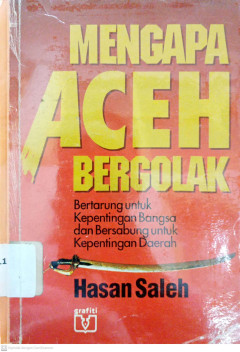 MENGAPA
ACEH
BERGOLAK
Bertarung untuk
Kepentingan Bangsa
dan Bersabung untuk
Kepentingan Daerah
Hasan Saleh
grafiti